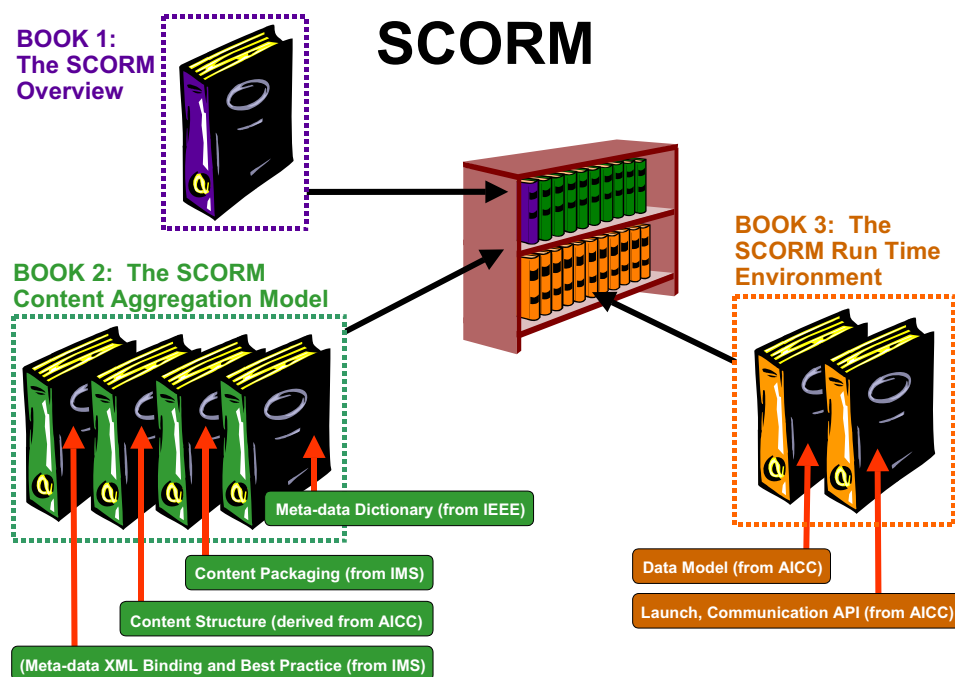 SCORM
BOOK 1:
The SCORM
Overview
BOOK 2:  The SCORM
Content Aggregation Model
BOOK 3:  The
SCORM Run Time
Environment
Meta-data Dictionary (from IEEE)
Content Packaging (from IMS)
Content Structure (derived from AICC)
(Meta-data XML Binding and Best Practice (from IMS)
Data Model (from AICC)
Launch, Communication API (from AICC)